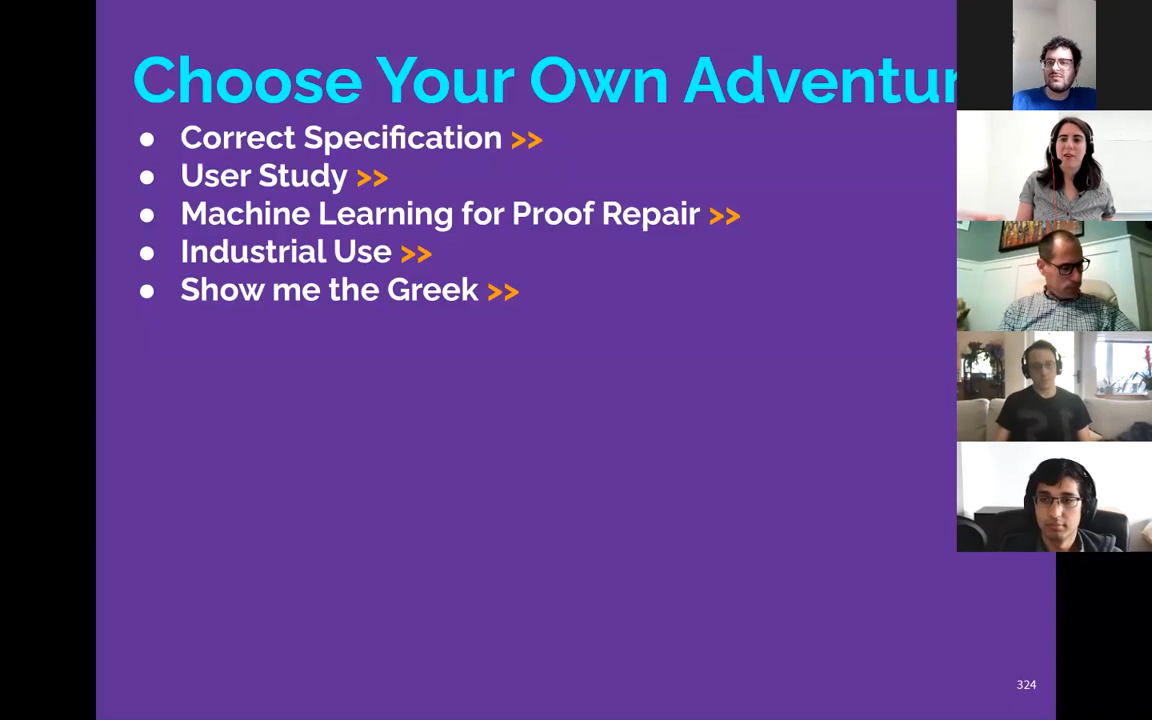 Choose Your Own Adventur
● Correct Specification >>
● User Study >>
● Machine Learning for Proof Repair >>
● Industrial Use >>
● Show me the Greek >>
324